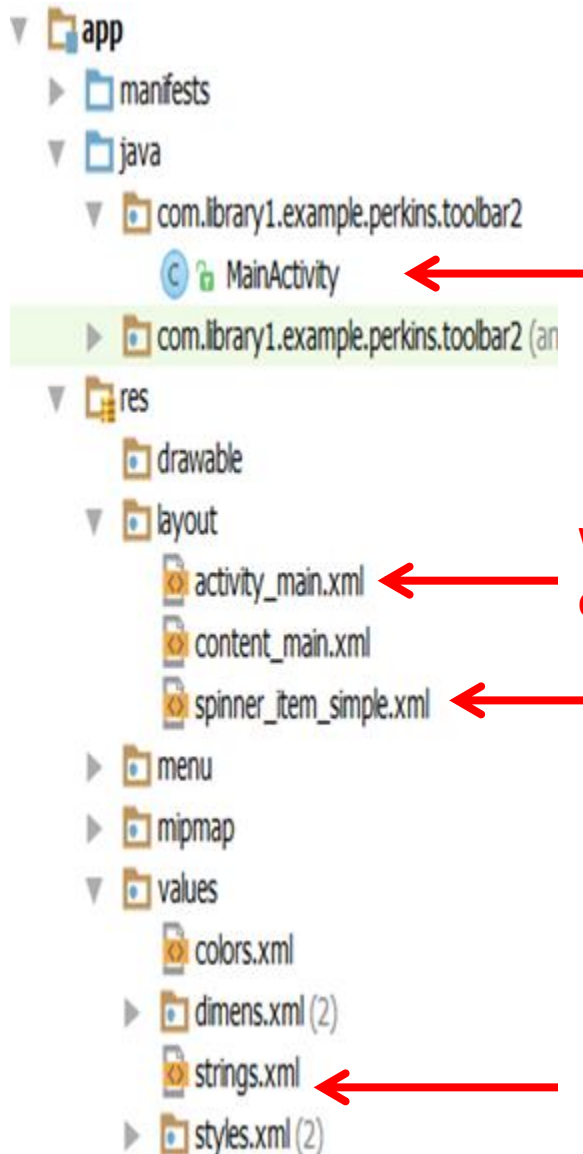 app
manifests
java
com.library1.example.perkins.toolbar2
MainActivity
com.library1.example.perkins.toolbar2 (an
res
drawable
layout
activity_main.xml
content_main.xml
spinner_item_simple.xml
menu
mipmap
values
colors.xml
dimens.xml (2)
strings.xml
styles.xml (2)